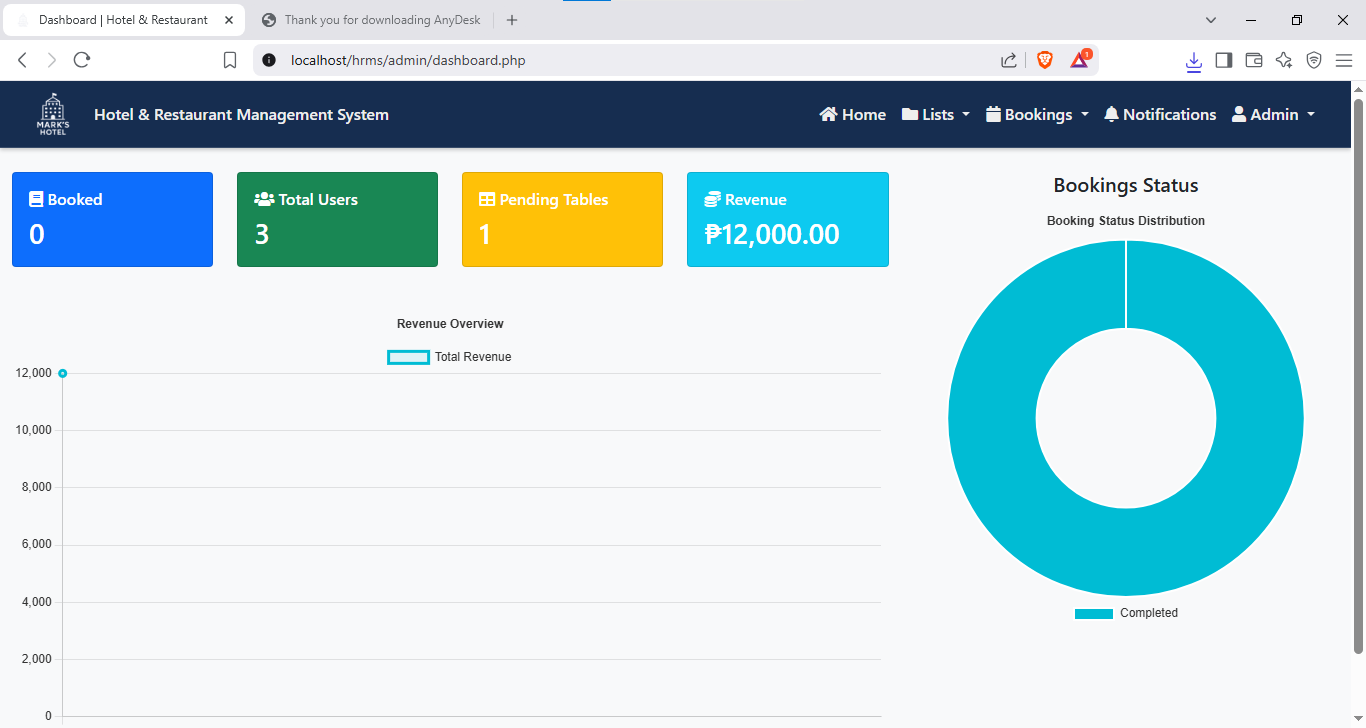 Dashboard | Hotel & Restaurant
Thank you for downloading AnyDesk
localhost/hrms/admin/dashboard.php
1
MARK'S
HOTEL
Hotel & Restaurant Management System
Home
Lists
Bookings
Notifications
Admin
Booked
0
Total Users
3
Pending Tables
1
Revenue
₱12,000.00
Revenue Overview
Total Revenue
12,000
10,000
8,000
6,000
4,000
2,000
0
Bookings Status
Booking Status Distribution
Completed